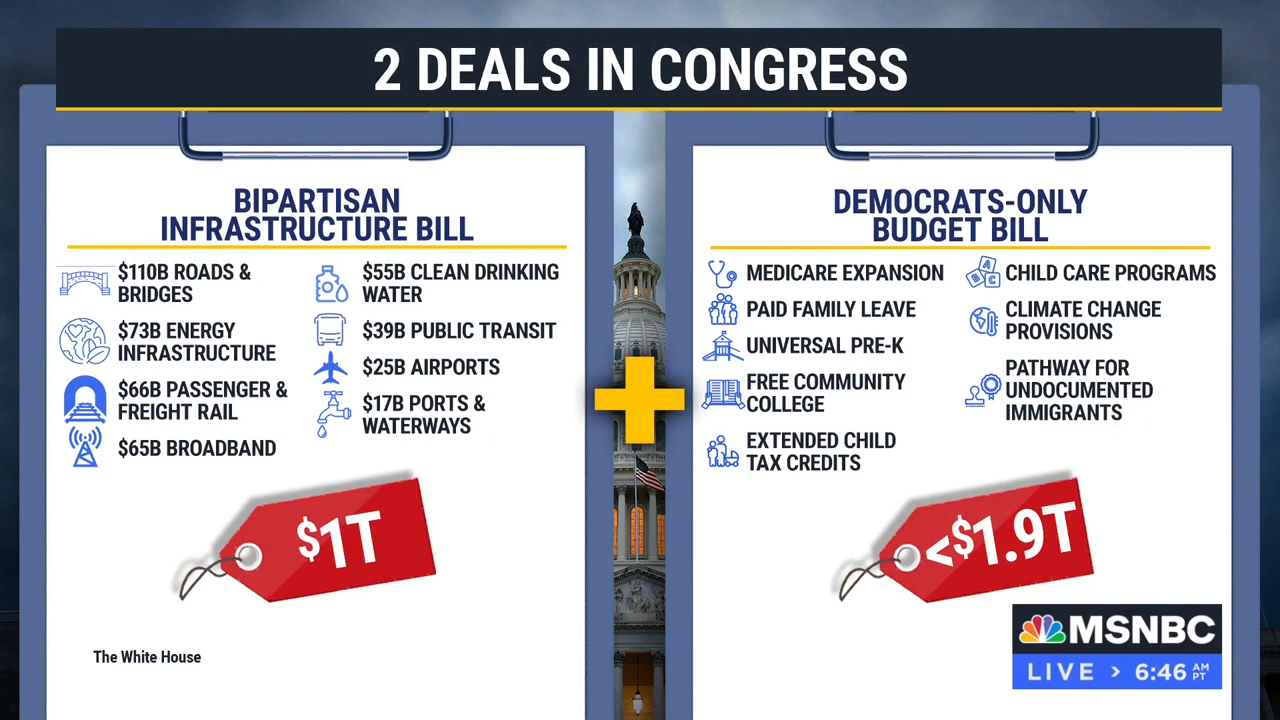 2 DEALS IN CONGRESS
BIPARTISAN
INFRASTRUCTURE BILL
$110B ROADS &
BRIDGES
$73B ENERGY
INFRASTRUCTURE
$66B PASSENGER &
FREIGHT RAIL
$65B BROADBAND
$55B CLEAN DRINKING
WATER
$39B PUBLIC TRANSIT
$25B AIRPORTS
$17B PORTS &
WATERWAYS
$1T
The White House
DEMOCRATS-ONLY
BUDGET BILL
MEDICARE EXPANSION
PAID FAMILY LEAVE
UNIVERSAL PRE-K
FREE COMMUNITY
COLLEGE
EXTENDED CHILD
TAX CREDITS
A
B C
CHILD CARE PROGRAMS
CLIMATE CHANGE
PROVISIONS
PATHWAY FOR
UNDOCUMENTED
IMMIGRANTS
<$1.9T
MSNBC
LIVE > 6:46 AM PT